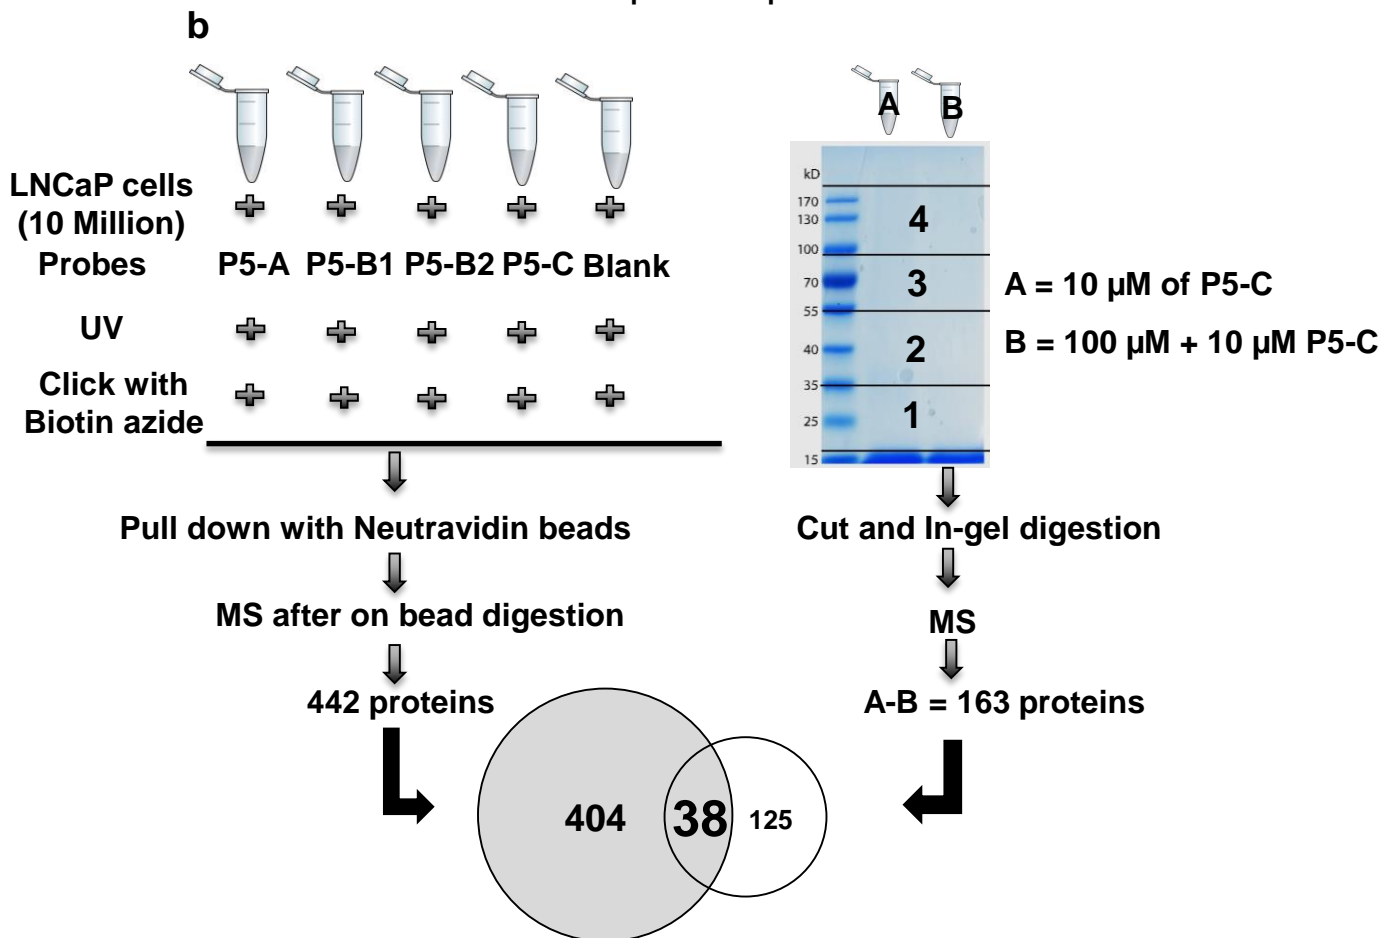 b
A B
LNCaP cells
(10 Million)
Probes P5-A P5-B1 P5-B2 P5-C Blank
UV
Click with
Biotin azide
kD
170
130
100
70
55
40
35
25
15
4
3
2
1
A = 10 µM of P5-C
B = 100 µM + 10 µM P5-C
Pull down with Neutravidin beads
MS after on bead digestion
442 proteins
Cut and In-gel digestion
MS
A-B = 163 proteins
404 38 125